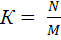 K = N/M